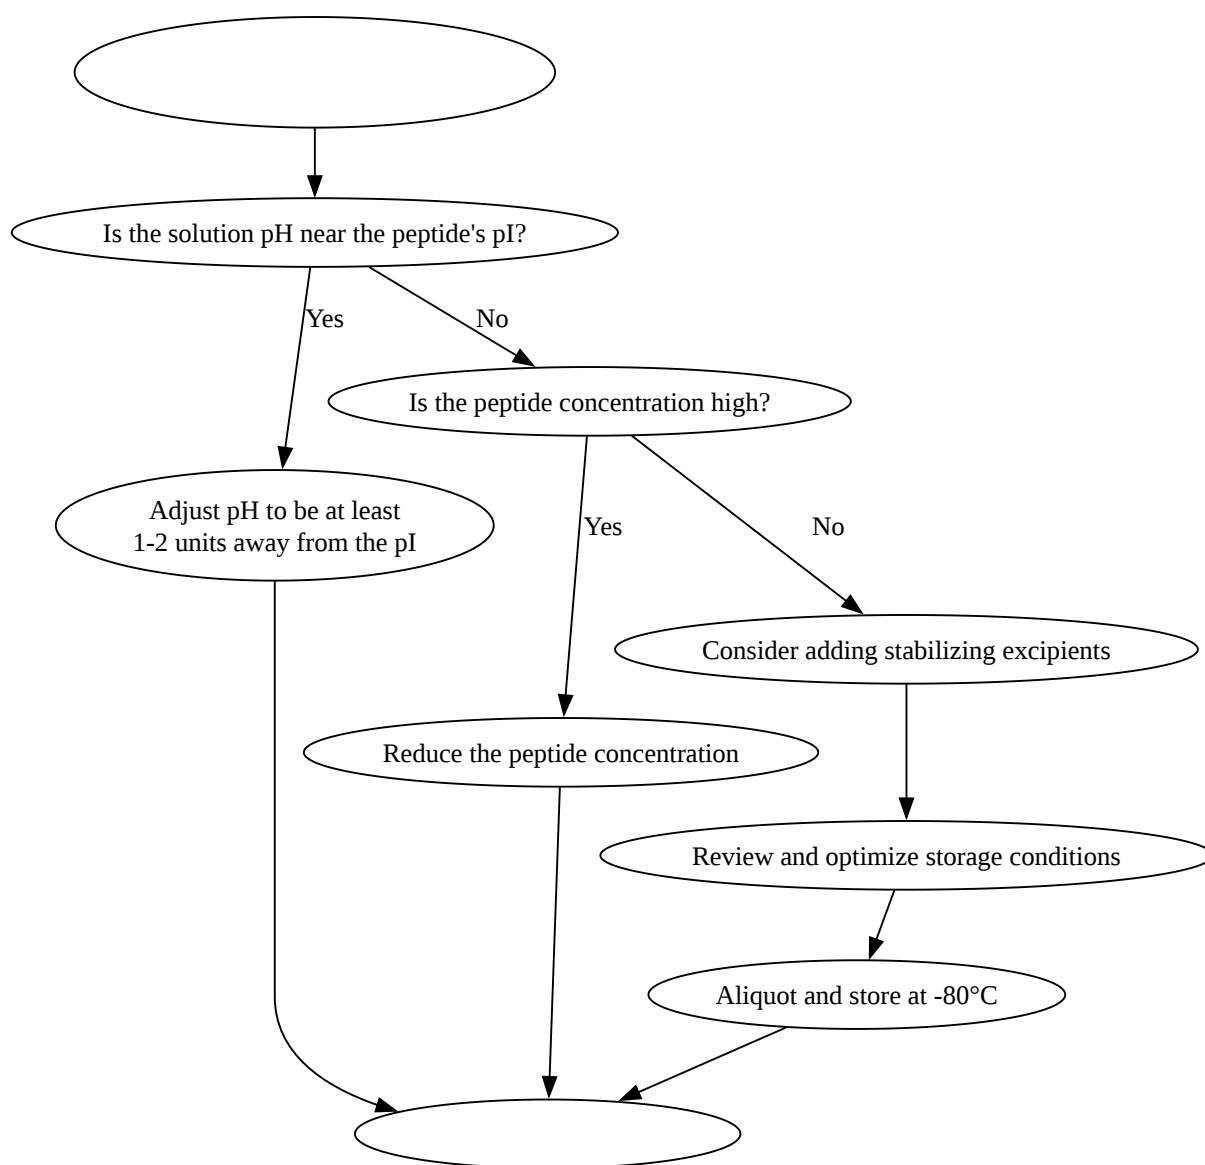 Is the solution pH near the peptide's pI?
Yes
No
Is the peptide concentration high?
Adjust pH to be at least
1-2 units away from the pI
Yes
No
Consider adding stabilizing excipients
Reduce the peptide concentration
Review and optimize storage conditions
Aliquot and store at -80°C